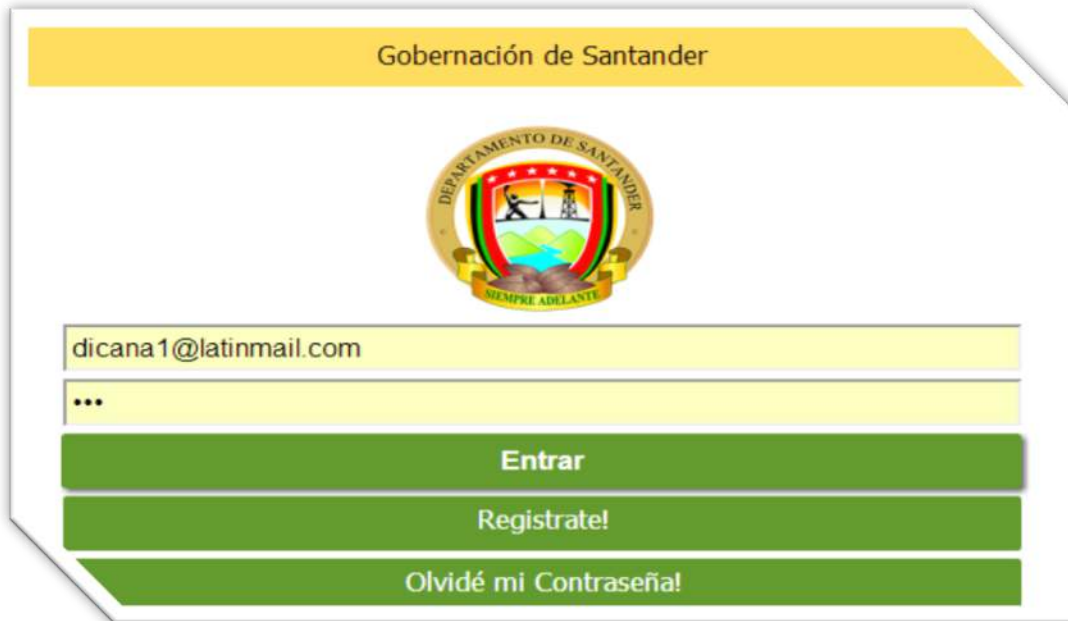 Gobernación de Santander
DEPARTAMENTO DE SANTANDER
SIEMPRE ADELANTE
dicana1@latinmail.com
•••
Entrar
Registrate!
Olvidé mi Contraseña!